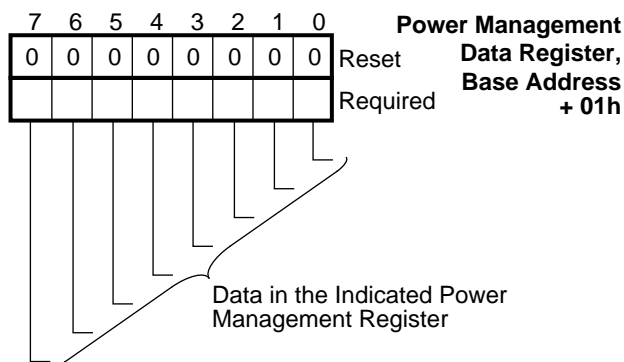 7 6 5 4 3 2 1 0
0 0 0 0 0 0 0 0 Reset
Required
Power Management
Data Register,
Base Address
+ 01h
Data in the Indicated Power
Management Register